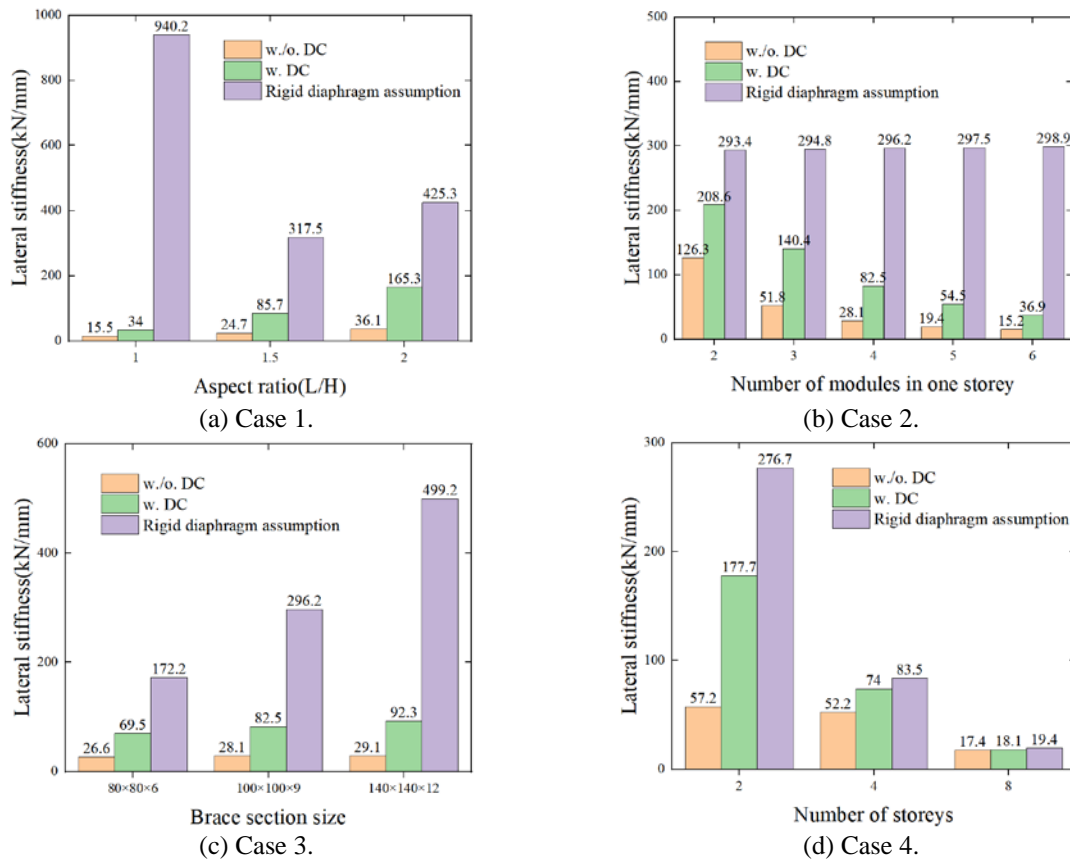 1000
800
600
400
200
0
Lateral stiffness(kN/mm)
940.2
w./o. DC
w. DC
Rigid diaphragm assumption
425.3
317.5
165.3
85.7
15.5 34
24.7
36.1
1 1.5 2
Aspect ratio(L/H)
(a) Case 1.
500
400
300
200
100
0
Lateral stiffness(kN/mm)
w./o. DC
w. DC
Rigid diaphragm assumption
293.4 294.8 296.2 297.5 298.9
208.6
126.3
140.4
51.8
82.5
28.1
54.5
19.4
36.9
15.2
2 3 4 5 6
Number of modules in one storey
(b) Case 2.
600
400
200
0
Lateral stiffness(kN/mm)
w./o. DC
w. DC
Rigid diaphragm assumption
499.2
296.2
172.2
69.5
26.6
82.5
28.1
92.3
29.1
80×80×6 100×100×9 140×140×12
Brace section size
(c) Case 3.
300
200
100
0
Lateral stiffness(kN/mm)
276.7
w./o. DC
w. DC
Rigid diaphragm assumption
177.7
57.2
52.2
74
83.5
17.4 18.1 19.4
2 4 8
Number of storeys
(d) Case 4.